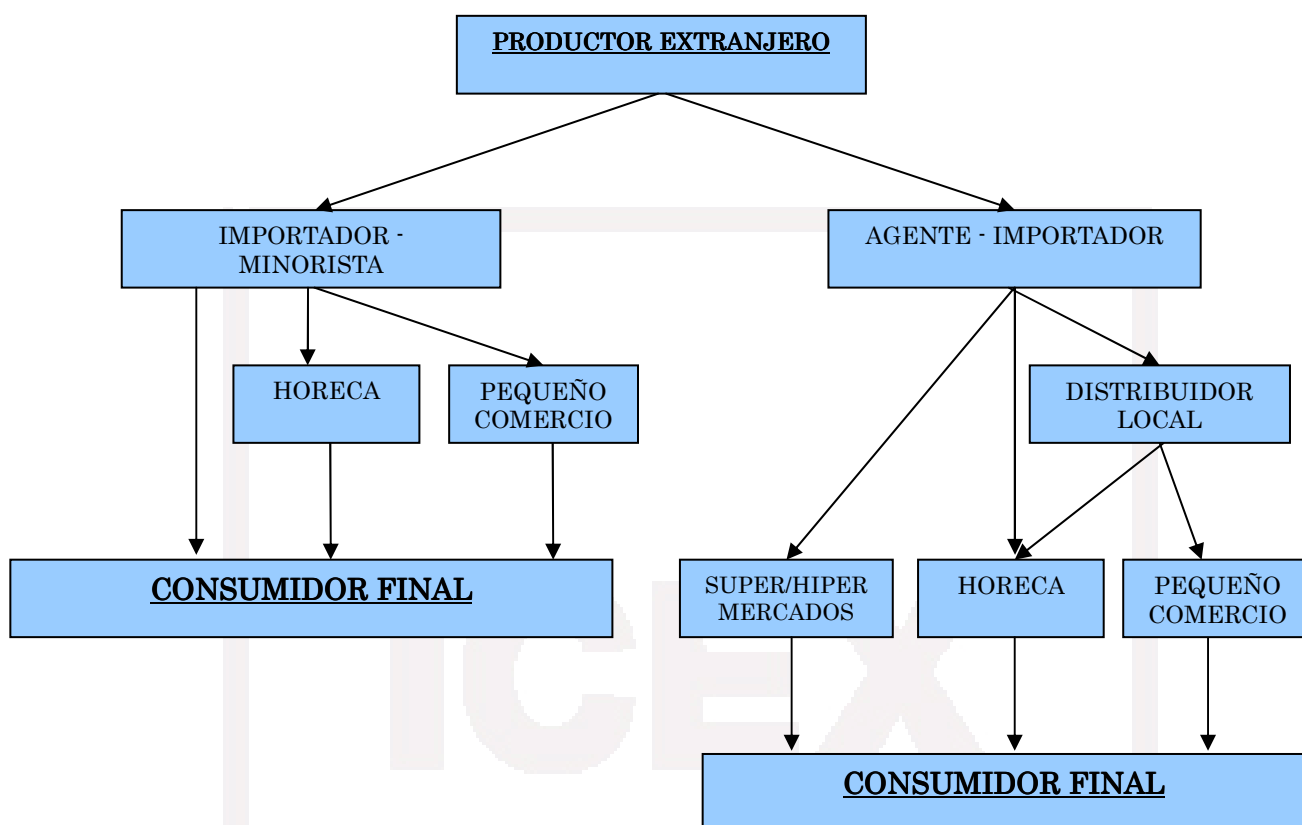 PRODUCTOR EXTRANJERO
IMPORTADOR -
MINORISTA
AGENTE - IMPORTADOR
HORECA
PEQUEÑO
COMERCIO
DISTRIBUIDOR
LOCAL
CONSUMIDOR FINAL
SUPER/HIPER
MERCADOS
HORECA
PEQUEÑO
COMERCIO
ICEX
CONSUMIDOR FINAL